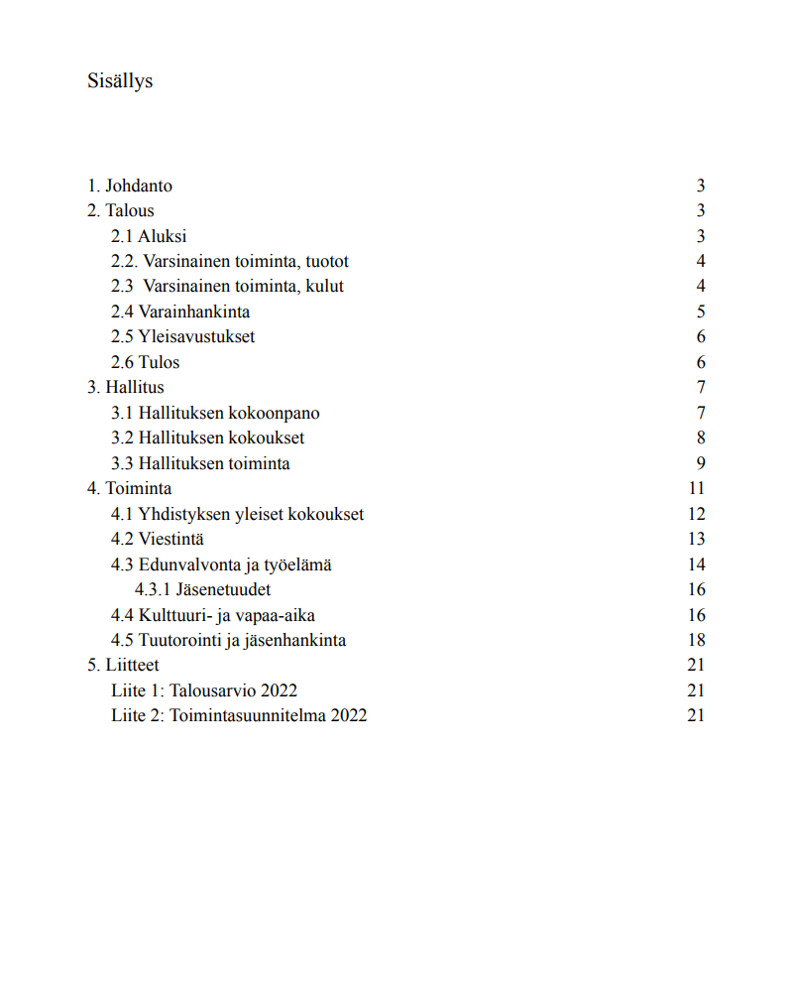 Sisällys
1. Johdanto 3
2. Talous 3
2.1 Aluksi 3
2.2. Varsinainen toiminta, tuotot 4
2.3  Varsinainen toiminta, kulut 4
2.4 Varainhankinta 5
2.5 Yleisavustukset 6
2.6 Tulos 6
3. Hallitus 7
3.1 Hallituksen kokoonpano 7
3.2 Hallituksen kokoukset 8
3.3 Hallituksen toiminta 9
4. Toiminta 11
4.1 Yhdistyksen yleiset kokoukset 12
4.2 Viestintä 13
4.3 Edunvalvonta ja työelämä 14
4.3.1 Jäsenetuudet 16
4.4 Kulttuuri- ja vapaa-aika 16
4.5 Tuutorointi ja jäsenhankinta 18
5. Liitteet 21
Liite 1: Talousarvio 2022 21
Liite 2: Toimintasuunnitelma 2022 21